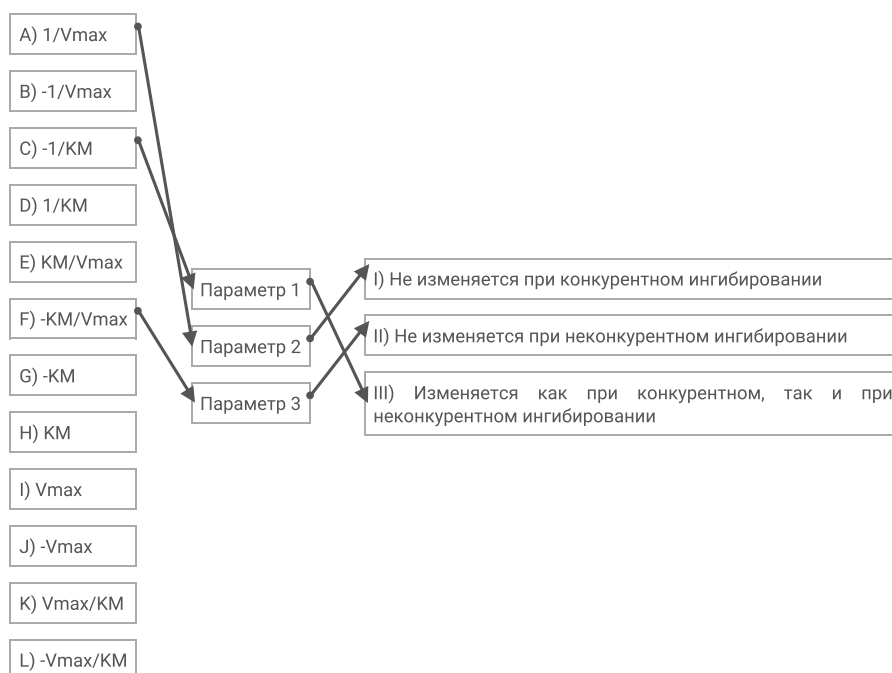 A) 1/Vmax
B) -1/Vmax
C) -1/KM
D) 1/KM
E) KM/Vmax
F) -KM/Vmax
G) -KM
H) KM
I) Vmax
J) -Vmax
K) Vmax/KM
L) -Vmax/KM
Параметр 1
Параметр 2
Параметр 3
I) Не изменяется при конкурентном ингибировании
II) Не изменяется при неконкурентном ингибировании
III) Изменяется как при конкурентном, так и при
неконкурентном ингибировании